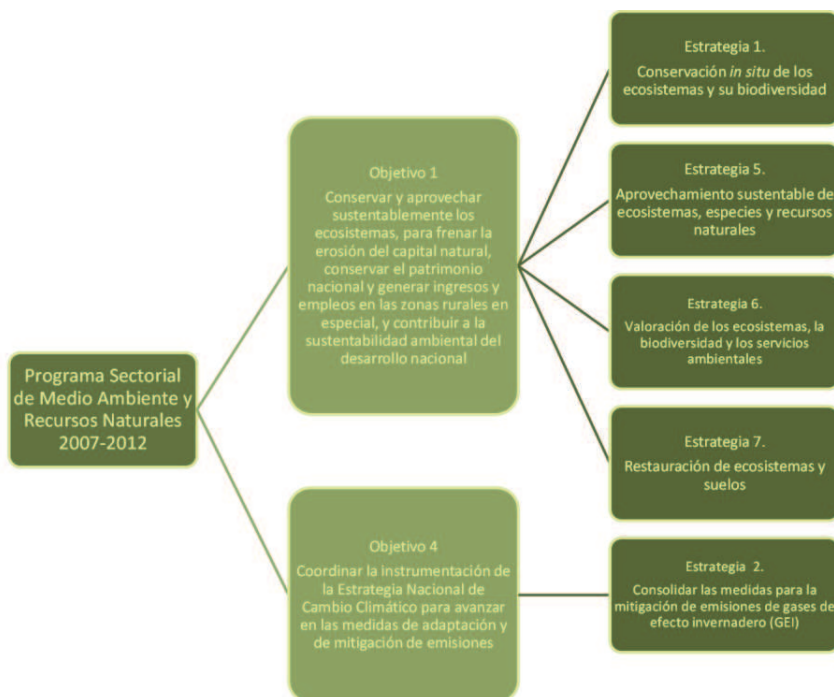 Programa Sectorial
de Medio Ambiente y
Recursos Naturales
2007-2012
Objetivo 1
Conservar y aprovechar
sustentablemente los
ecosistemas, para frenar la
erosión del capital natural,
conservar el patrimonio
nacional y generar ingresos y
empleos en las zonas rurales en
especial, y contribuir a la
sustentabilidad ambiental del
desarrollo nacional
Estrategia 1.
Conservación in situ de los
ecosistemas y su biodiversidad
Estrategia 5.
Aprovechamiento sustentable de
ecosistemas, especies y recursos
naturales
Estrategia 6.
Valoración de los ecosistemas, la
biodiversidad y los servicios
ambientales
Estrategia 7.
Restauración de ecosistemas y
suelos
Objetivo 4
Coordinar la instrumentación de
la Estrategia Nacional de
Cambio Climático para avanzar
en las medidas de adaptación y
de mitigación de emisiones
Estrategia 2.
Consolidar las medidas para la
mitigación de emisiones de gases de
efecto invernadero (GEI)